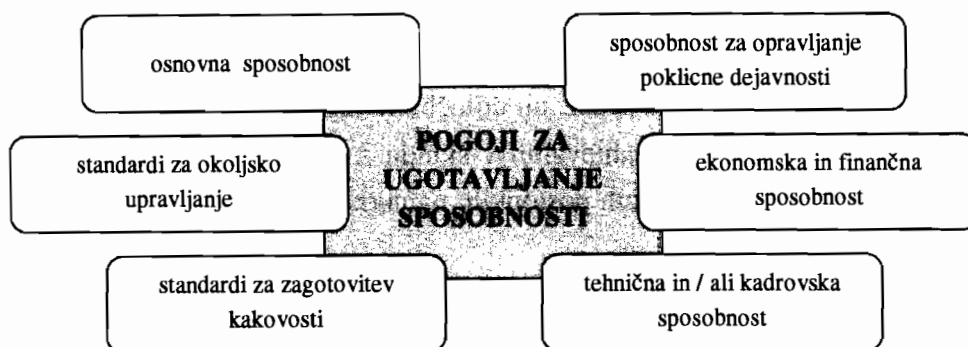 osnovna sposobnost
sposobnost za opravljanje
poklicne dejavnosti
POGOJI ZA
UGOTAVLJANJE
SPOSOBNOSTI
standardi za okoljsko
upravljanje
ekonomska in finančna
sposobnost
standardi za zagotovitev
kakovosti
tehnična in / ali kadrovska
sposobnost